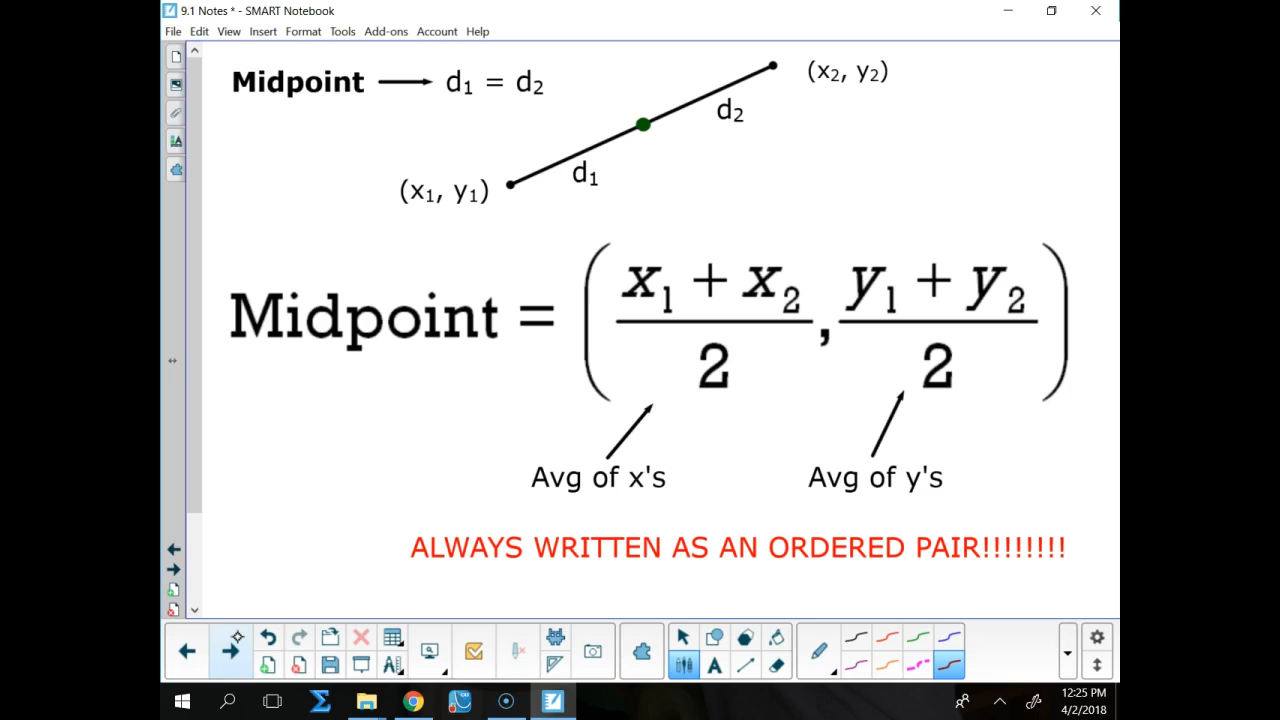 9.1 Notes * - SMART Notebook
File Edit View Insert Format Tools Add-ons Account Help
Midpoint → d₁ = d₂
(x₂, y₂)
d₂
d₁
(x₁, y₁)
Midpoint = ( (x₁ + x₂)/2 , (y₁ + y₂)/2 )
Avg of x's Avg of y's
ALWAYS WRITTEN AS AN ORDERED PAIR!!!!!!!!
12:25 PM
4/2/2018